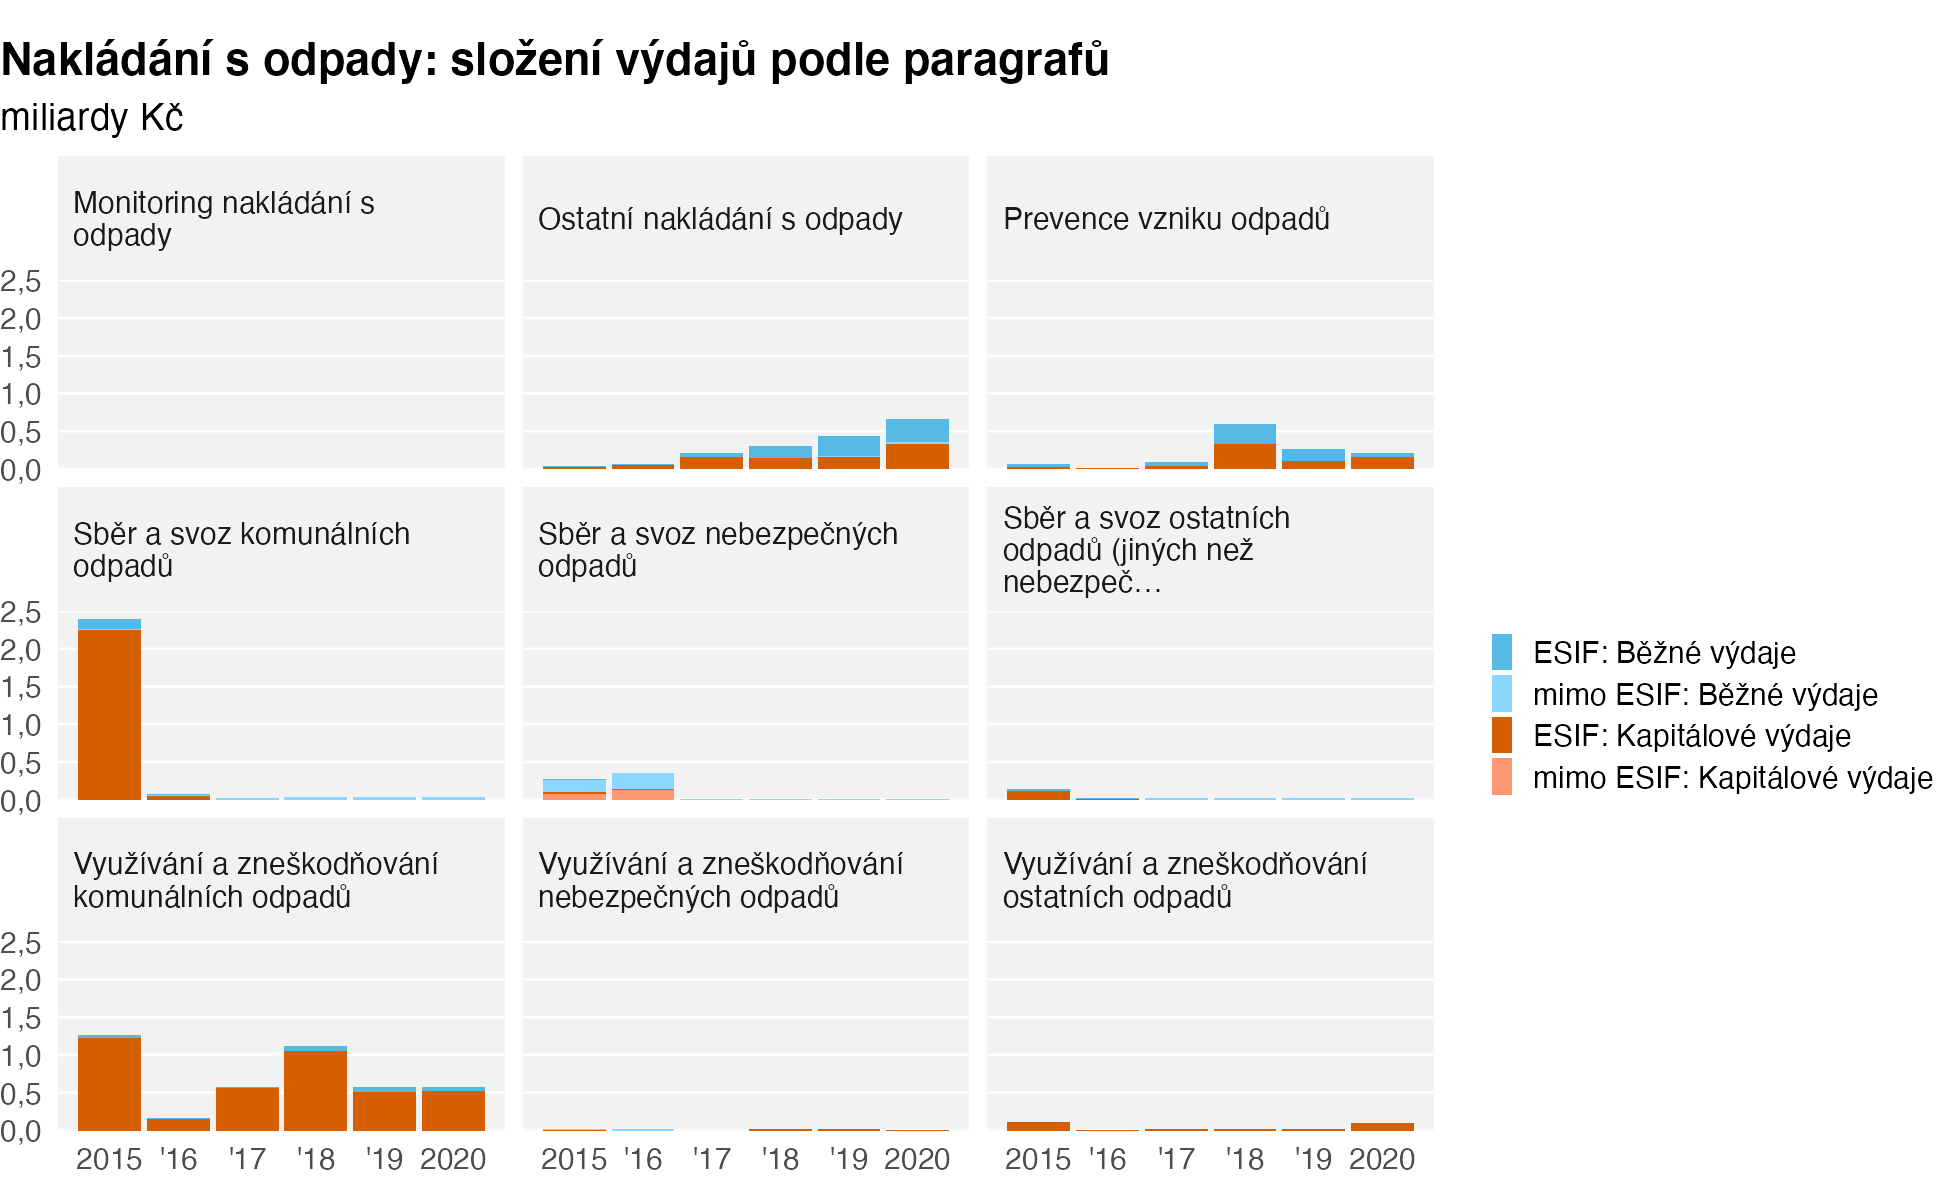 Nakládání s odpady: složení výdajů podle paragrafů
miliardy Kč
Monitoring nakládání s
odpady
Ostatní nakládání s odpady
Prevence vzniku odpadů
2,5
2,0
1,5
1,0
0,5
0,0
Sběr a svoz komunálních
odpadů
Sběr a svoz nebezpečných
odpadů
Sběr a svoz ostatních
odpadů (jiných než
nebezpeč…
2,5
2,0
1,5
1,0
0,5
0,0
Využívání a zneškodňování
komunálních odpadů
Využívání a zneškodňování
nebezpečných odpadů
Využívání a zneškodňování
ostatních odpadů
2,5
2,0
1,5
1,0
0,5
0,0
2015 '16 '17 '18 '19 2020
2015 '16 '17 '18 '19 2020
2015 '16 '17 '18 '19 2020
ESIF: Běžné výdaje
mimo ESIF: Běžné výdaje
ESIF: Kapitálové výdaje
mimo ESIF: Kapitálové výdaje